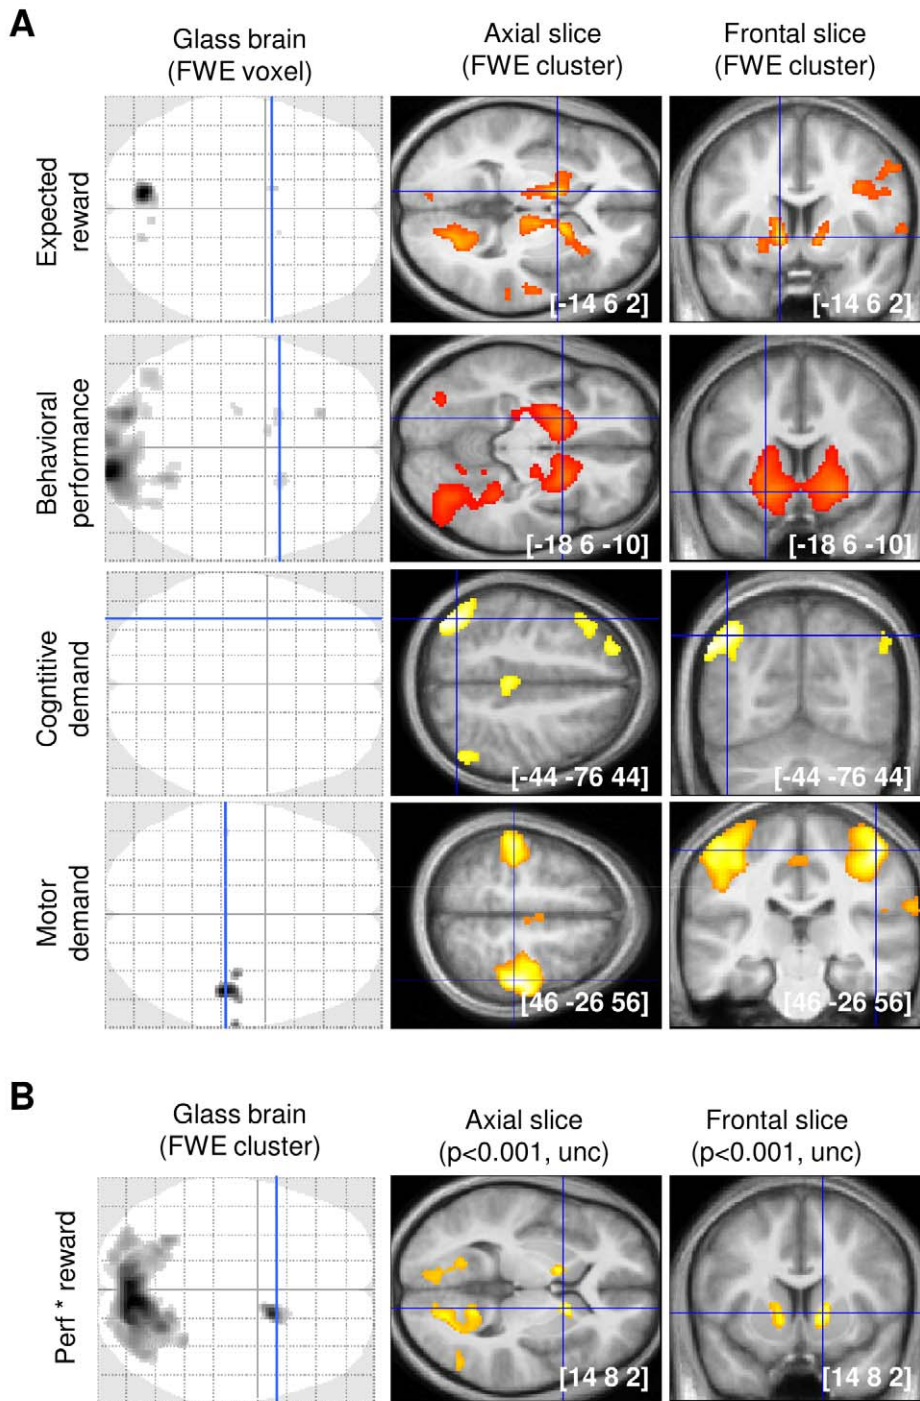 A
Glass brain
(FWE voxel)
Axial slice
(FWE cluster)
Frontal slice
(FWE cluster)
Expected
reward
[-14 6 2]
[-14 6 2]
Behavioral
performance
[-18 6 -10]
[-18 6 -10]
Cogntitive
demand
[-44 -76 44]
[-44 -76 44]
Motor
demand
[46 -26 56]
[46 -26 56]
B
Glass brain
(FWE cluster)
Axial slice
(p<0.001, unc)
Frontal slice
(p<0.001, unc)
Perf * reward
[14 8 2]
[14 8 2]